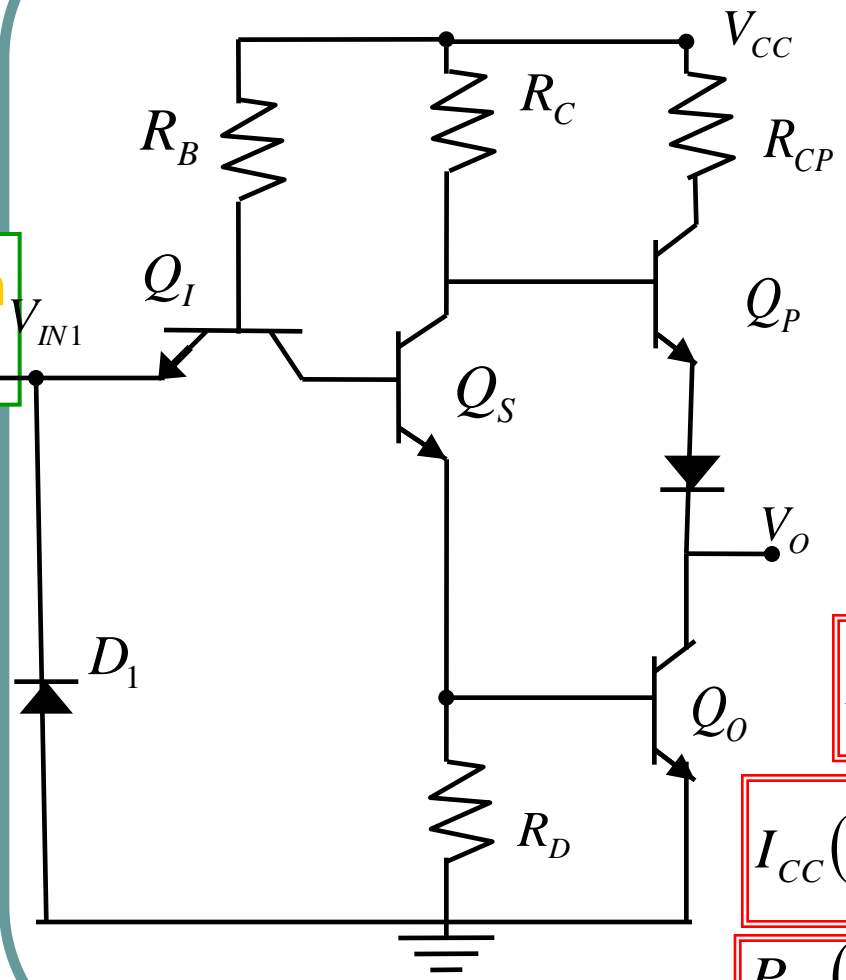 V_CC
R_C
R_B
R_CP
Q_I
Q_P
V_IN1
Q_S
V_O
D_1
Q_O
R_D
I_CC(